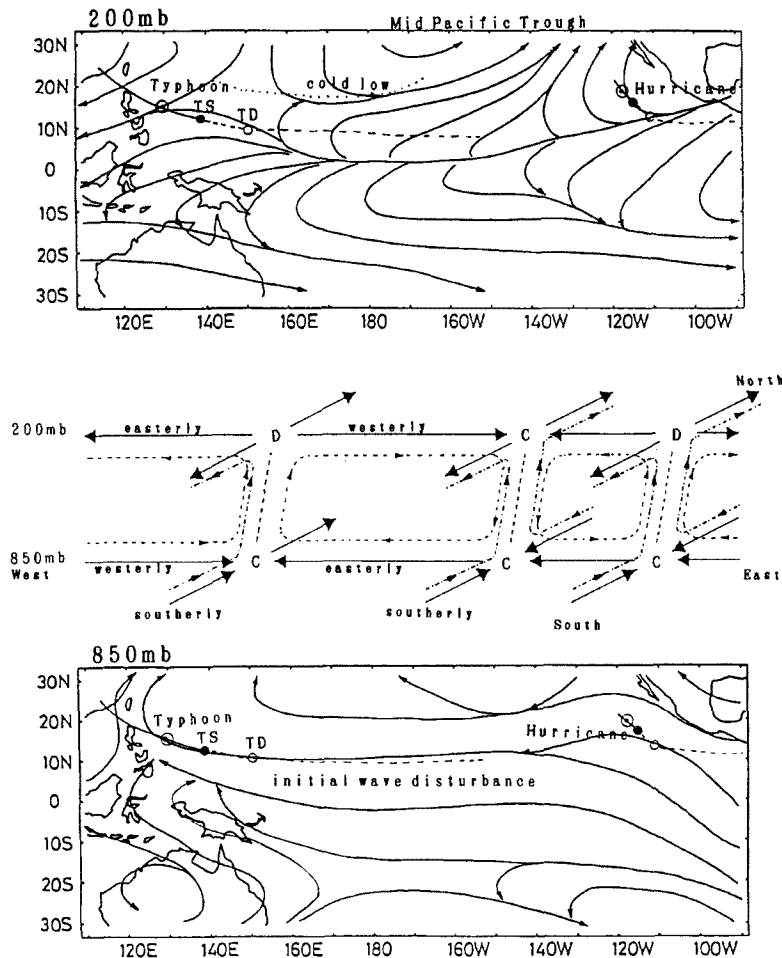 200mb
Mid Pacific Trough
30N
20N
10N
0
10S
20S
30S
Typhoon
TS
TD
cold low
Hurricane
120E 140E 160E 180 160W 140W 120W 100W
North
200mb
easterly D westerly C D
850mb
West
westerly C easterly C C
East
southerly southerly South
850mb
30N
20N
10N
0
10S
20S
30S
Typhoon
TS
TD
Hurricane
initial wave disturbance
120E 140E 160E 180 160W 140W 120W 100W